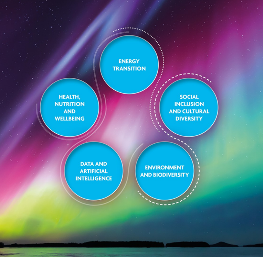 ENERGY
TRANSITION
HEALTH,
NUTRITION
AND
WELLBEING
SOCIAL
INCLUSION
AND CULTURAL
DIVERSITY
DATA AND
ARTIFICIAL
INTELLIGENCE
ENVIRONMENT
AND BIODIVERSITY